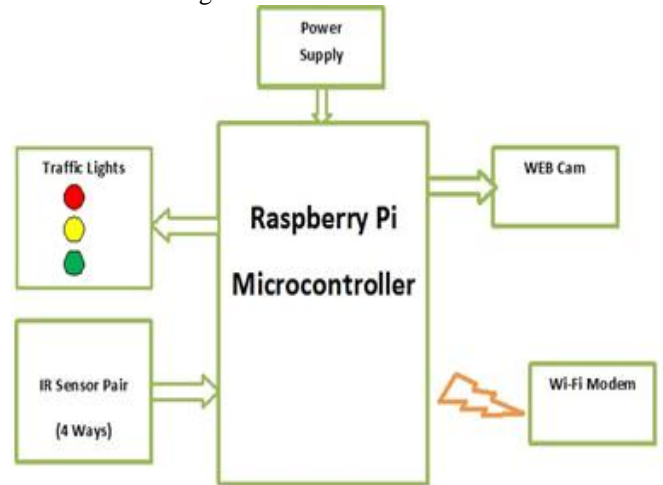 Power
Supply
Traffic Lights
WEB Cam
Raspberry Pi
Microcontroller
IR Sensor Pair
(4 Ways)
Wi-Fi Modem